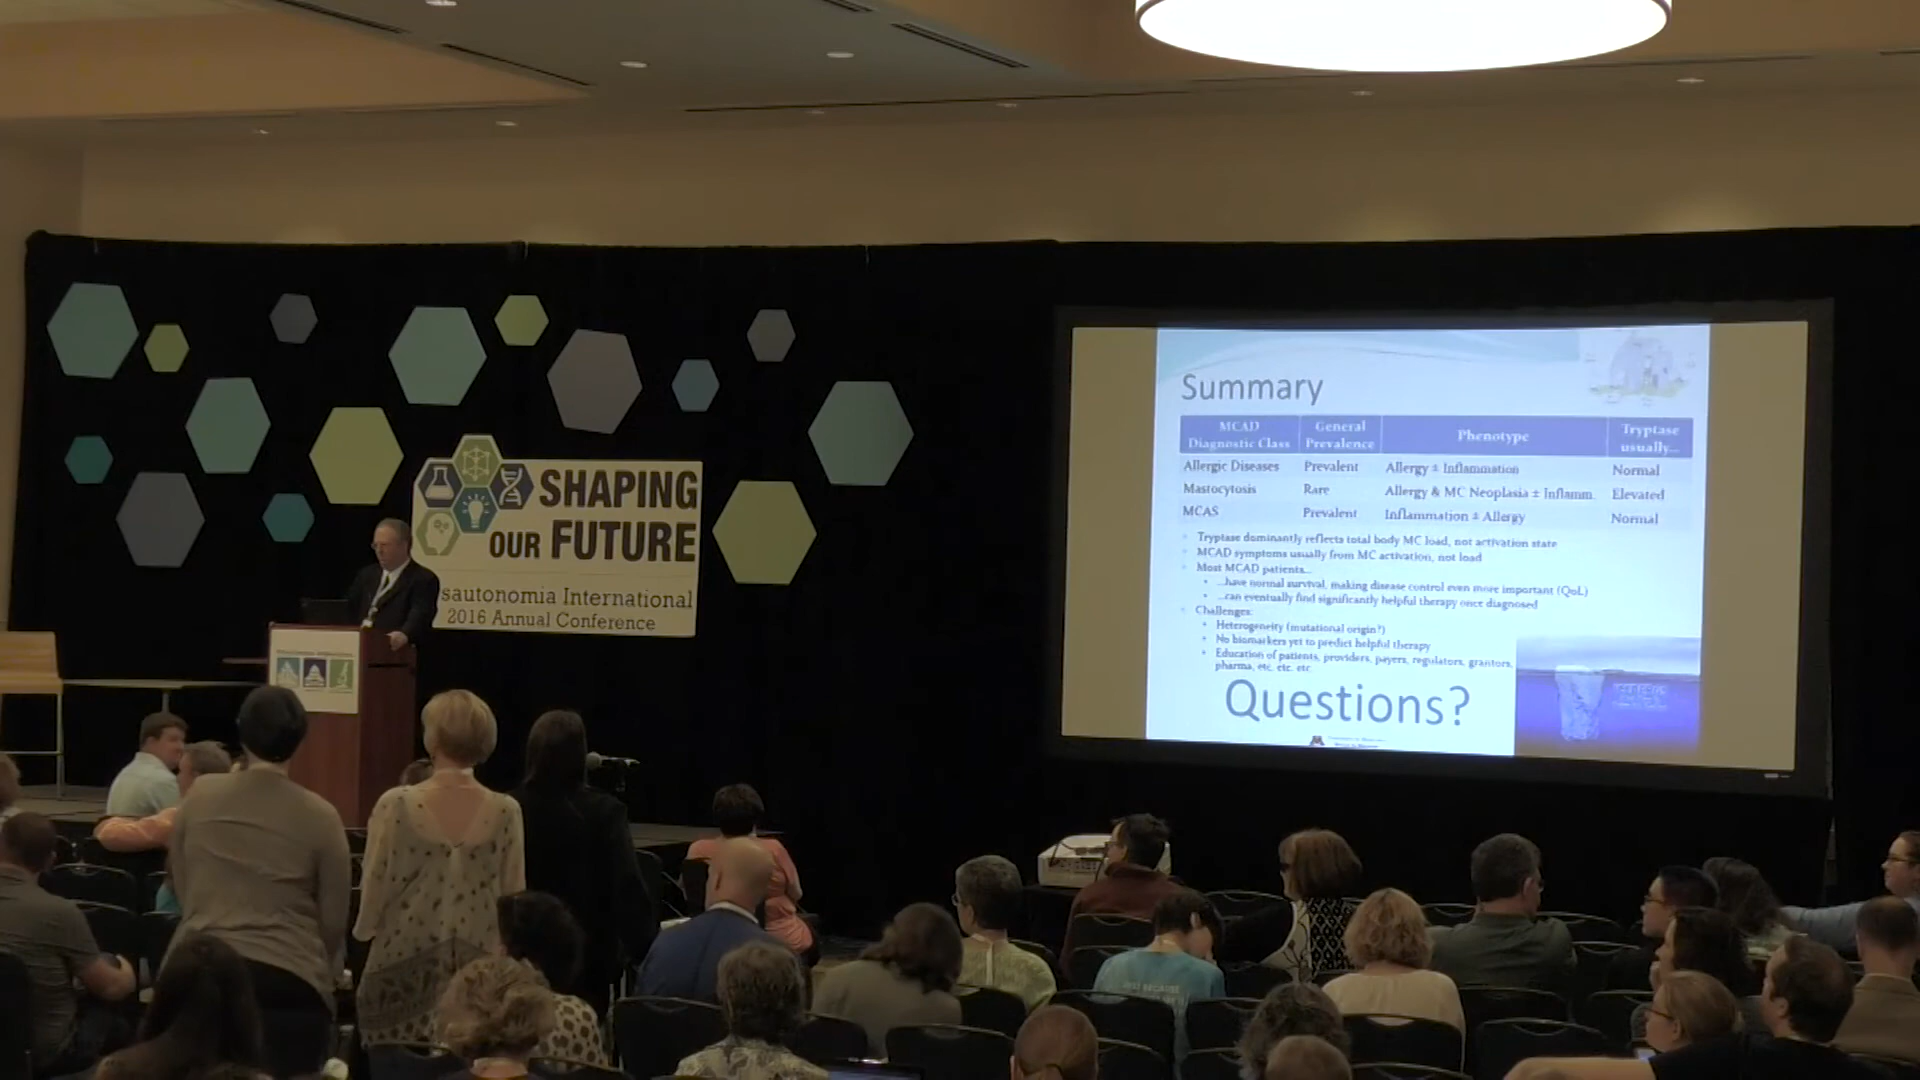 SHAPING
OUR FUTURE
sautonomia International
2016 Annual Conference
Summary
MCAD Diagnostic Class General Prevalence Phenotype Tryptase usually...
Allergic Diseases Prevalent Allergy ± Inflammation Normal
Mastocytosis Rare Allergy & MC Neoplasia ± Inflamm. Elevated
MCAS Prevalent Inflammation ± Allergy Normal
Tryptase dominantly reflects total body MC load, not activation state
MCAD symptoms usually from MC activation, not load
Most MCAD patients...
...have normal survival, making disease control even more important (QoL)
...can eventually find significantly helpful therapy once diagnosed
Challenges:
Heterogeneity (mutational origin?)
No biomarkers yet to predict helpful therapy
Education of patients, providers, payers, regulators, grantors,
pharma, etc. etc. etc.
Questions?